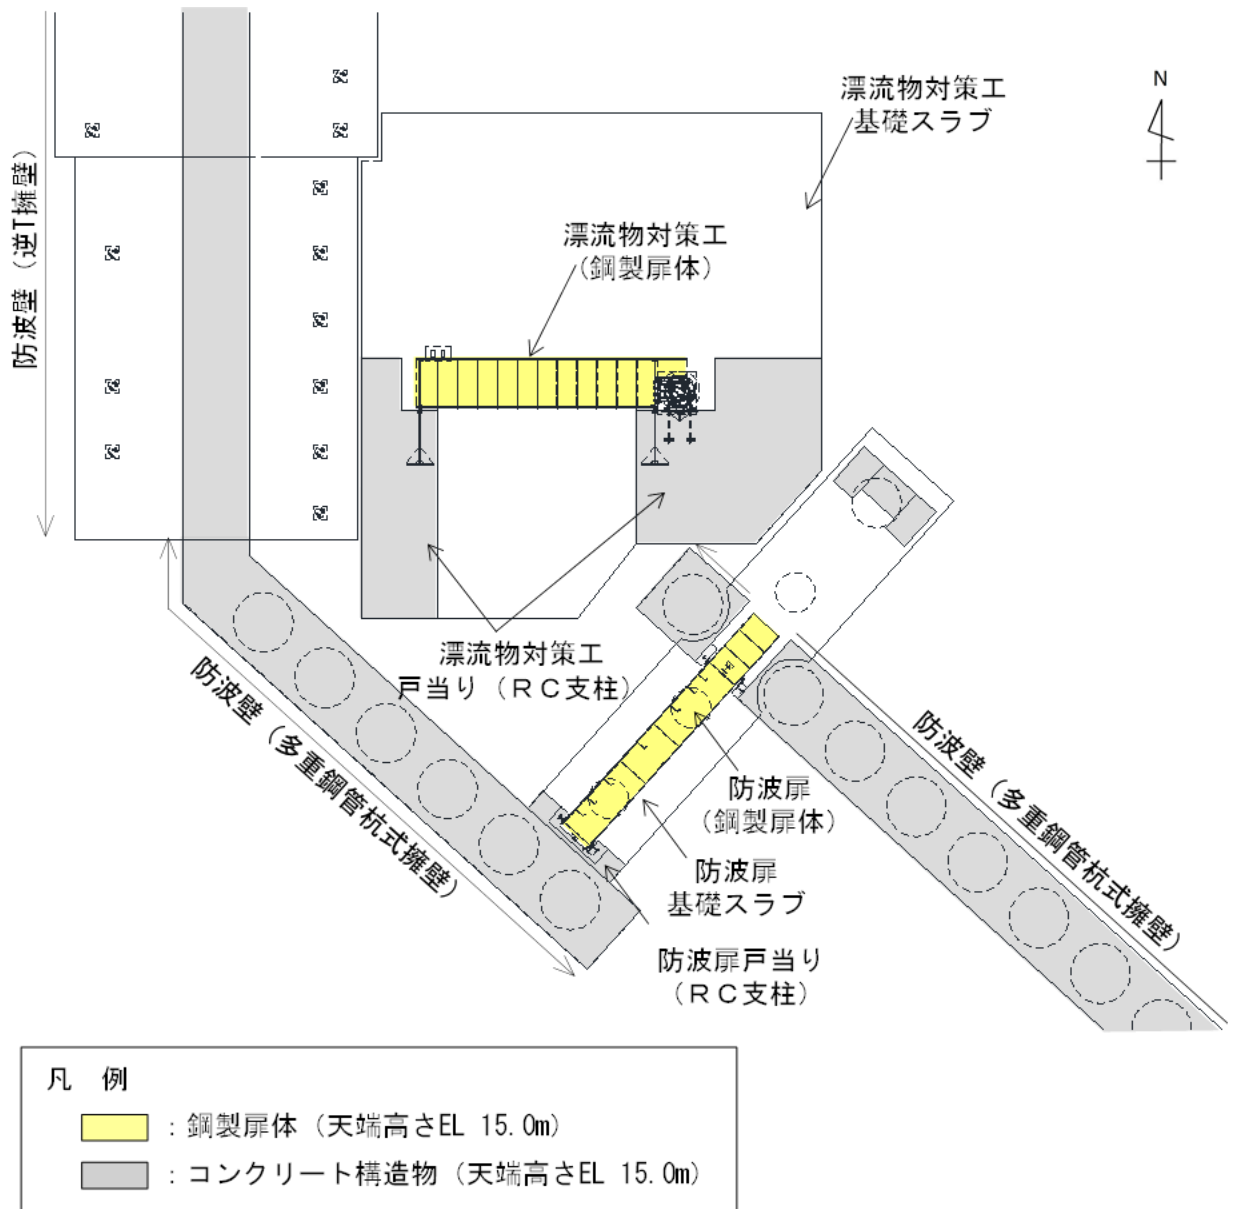 N
漂流物対策工
基礎スラブ
防波壁（逆T擁壁）
漂流物対策工
（鋼製扉体）
漂流物対策工
戸当り（ＲＣ支柱）
防波壁（多重鋼管杭式擁壁）
防波壁（多重鋼管杭式擁壁）
防波扉
（鋼製扉体）
防波扉
基礎スラブ
防波扉戸当り
（ＲＣ支柱）
凡　例
：鋼製扉体（天端高さEL 15.0m）
：コンクリート構造物（天端高さEL 15.0m）